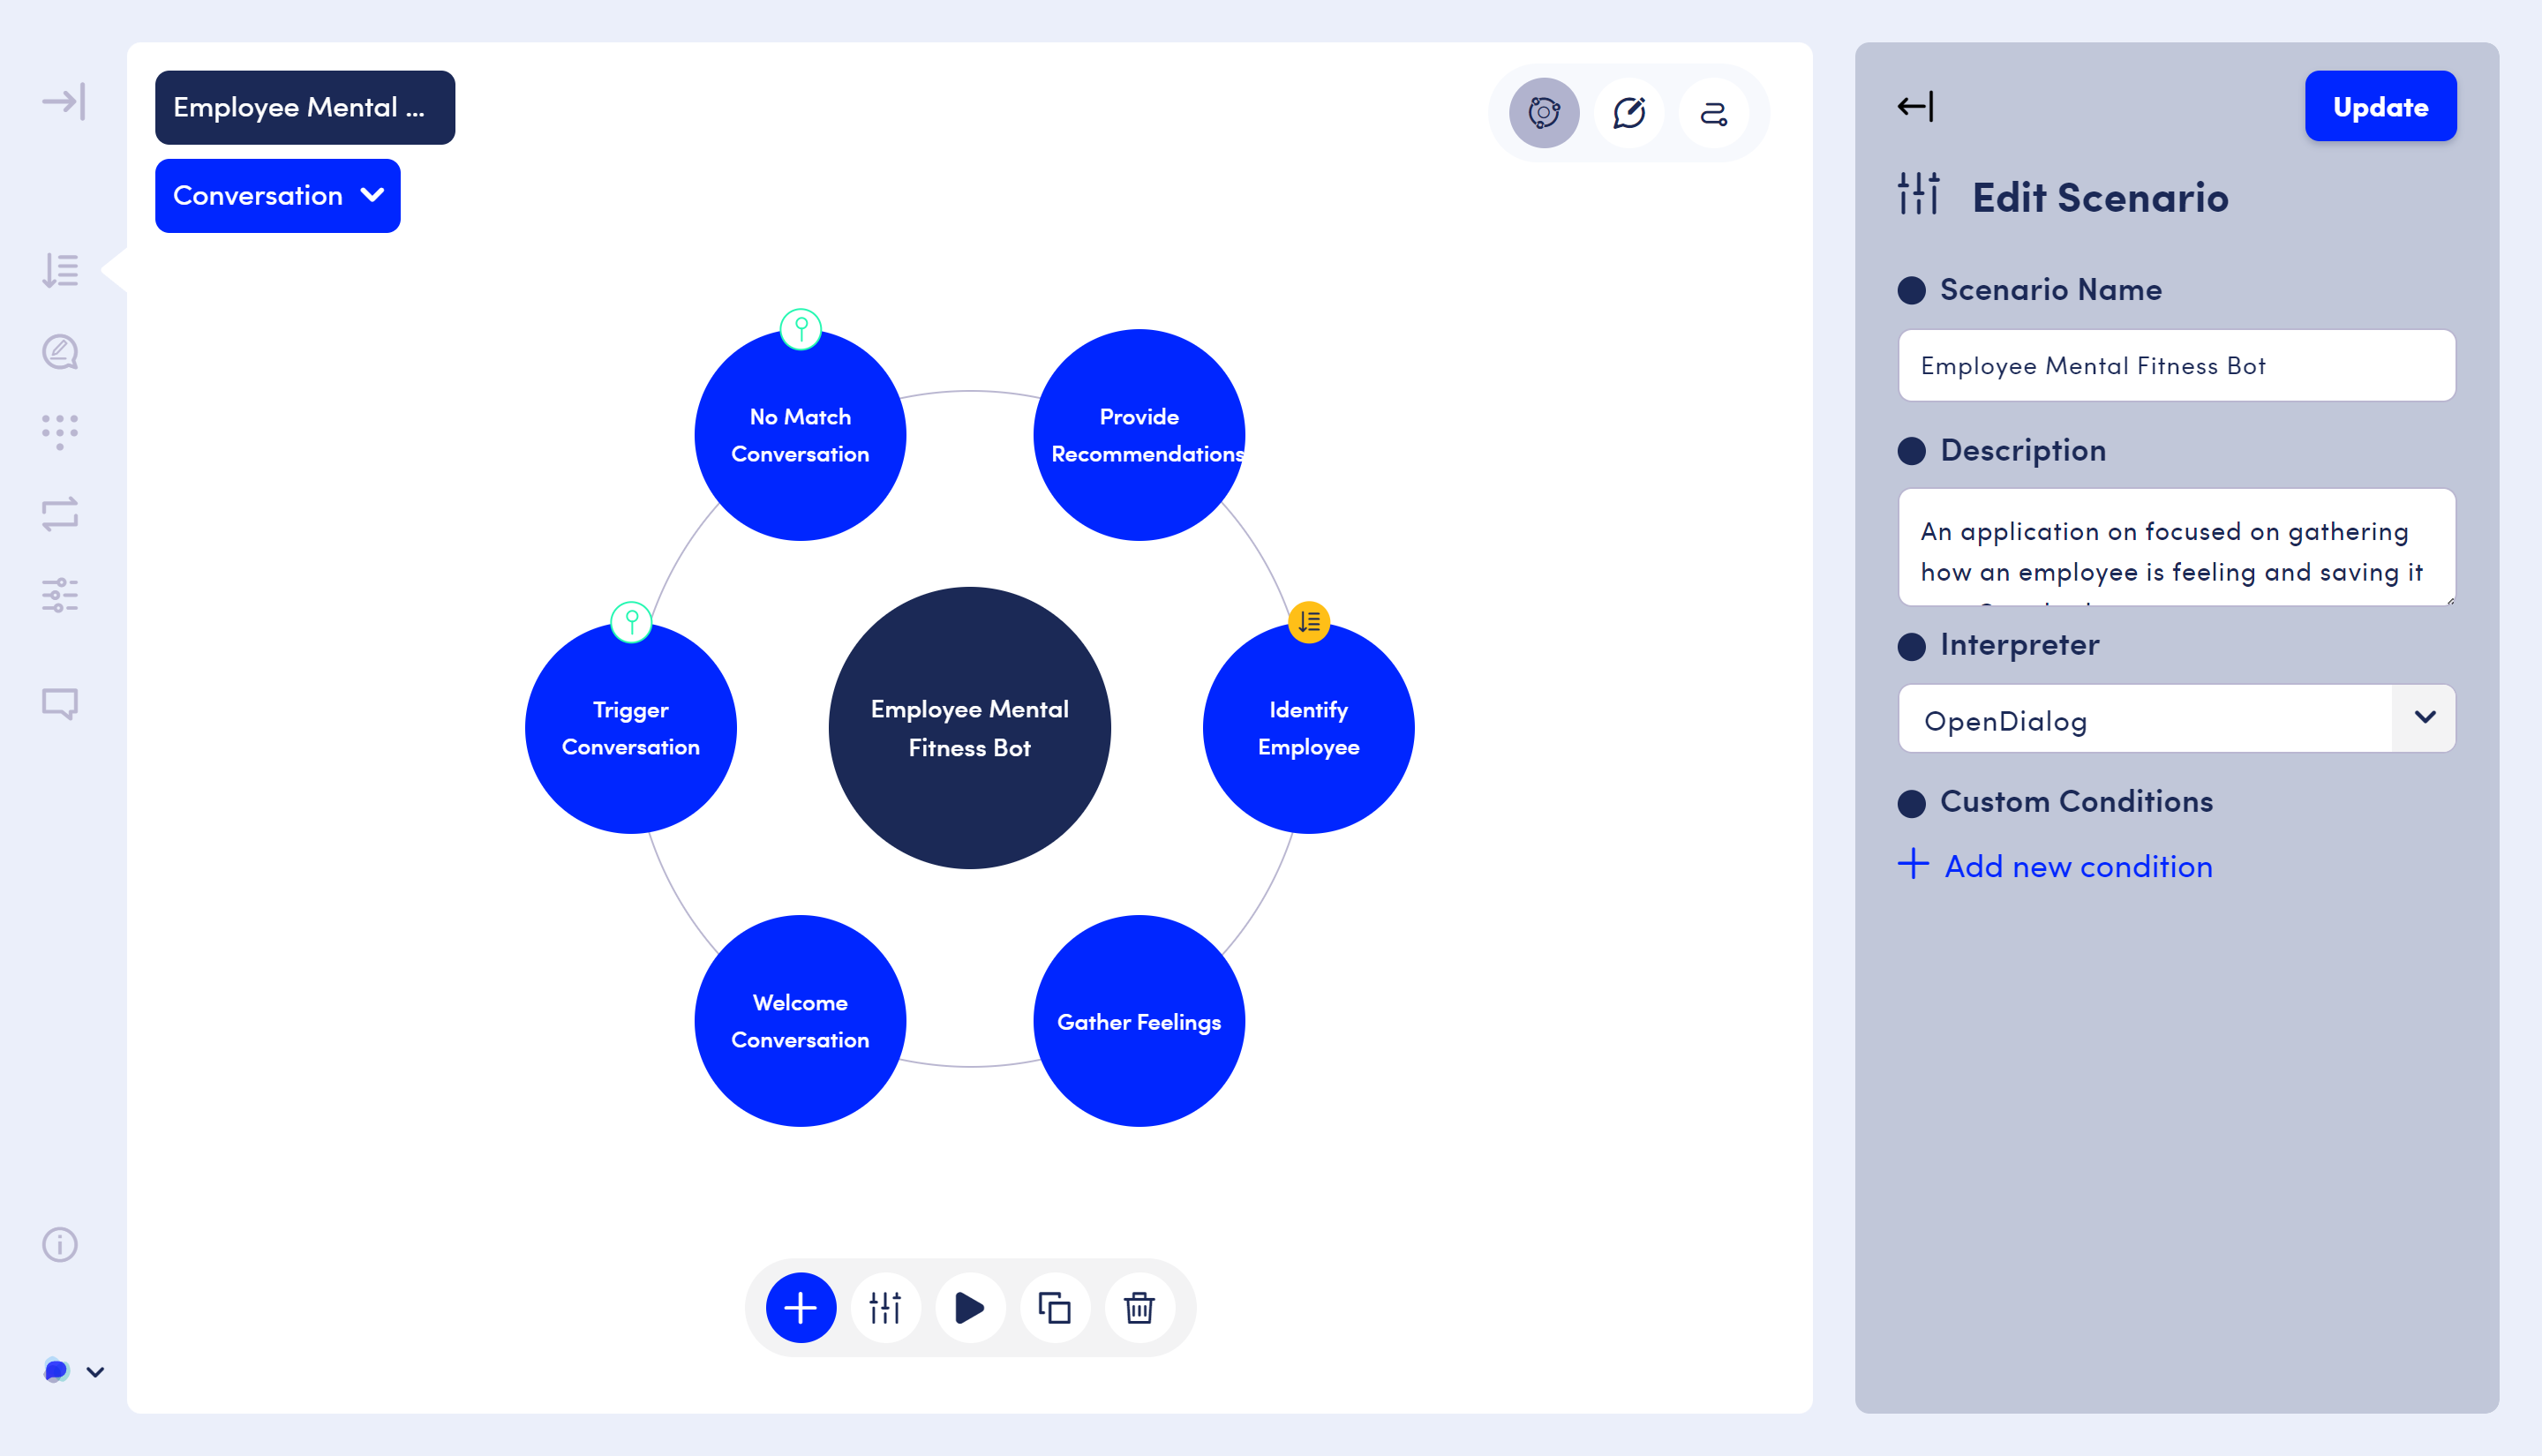 Employee Mental ...
Conversation
No Match
Conversation
Provide
Recommendations
Trigger
Conversation
Employee Mental
Fitness Bot
Identify
Employee
Welcome
Conversation
Gather Feelings
Update
Edit Scenario
Scenario Name
Employee Mental Fitness Bot
Description
An application on focused on gathering
how an employee is feeling and saving it
Interpreter
OpenDialog
Custom Conditions
Add new condition